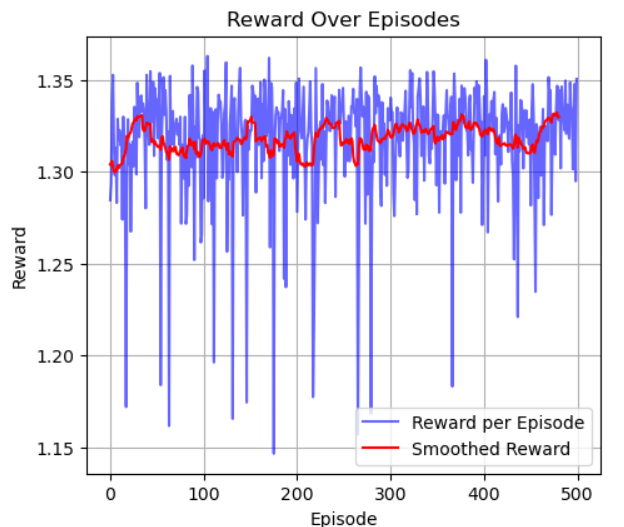 Reward Over Episodes
Reward
1.35
1.30
1.25
1.20
1.15
0
100
200
300
400
500
Episode
Reward per Episode
Smoothed Reward